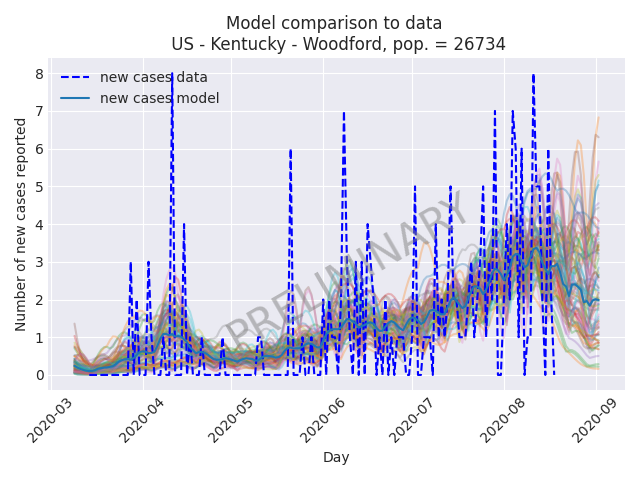 Model comparison to data
US - Kentucky - Woodford, pop. = 26734
8
7
6
5
4
3
2
1
0
Number of new cases reported
new cases data
new cases model
PRELIMINARY
2020-03
2020-04
2020-05
2020-06
2020-07
2020-08
2020-09
Day